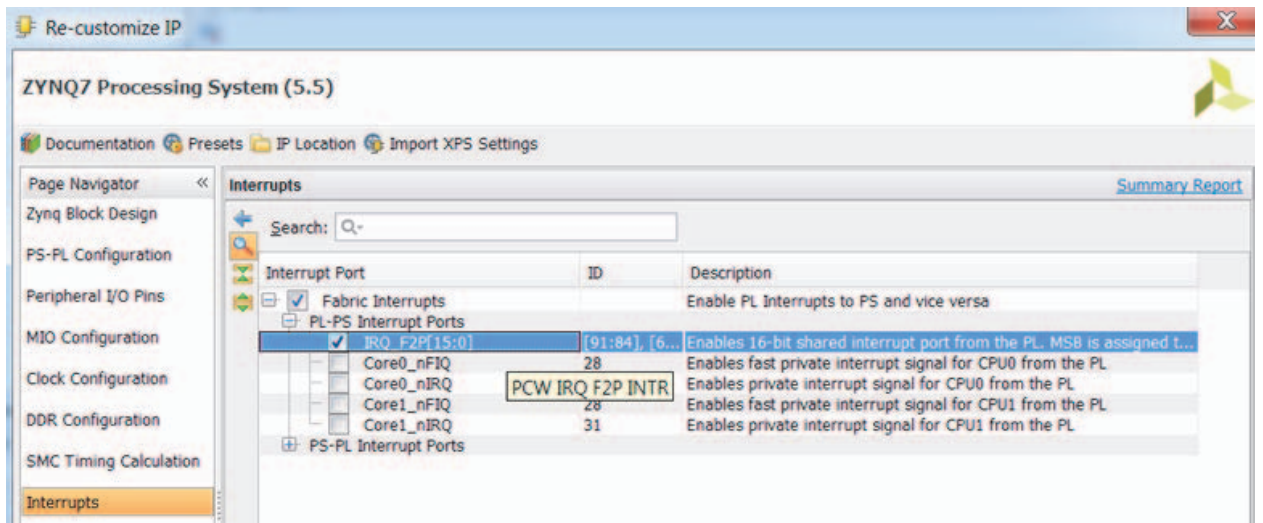 Re-customize IP
ZYNQ7 Processing System (5.5)
Documentation Presets IP Location Import XPS Settings
Page Navigator «
Zynq Block Design
PS-PL Configuration
Peripheral I/O Pins
MIO Configuration
Clock Configuration
DDR Configuration
SMC Timing Calculation
Interrupts
Interrupts Summary Report
Search:
Interrupt Port ID Description
Fabric Interrupts Enable PL Interrupts to PS and vice versa
PL-PS Interrupt Ports
IRQ_F2P[15:0] [91:84], [6... Enables 16-bit shared interrupt port from the PL. MSB is assigned t...
Core0_nFIQ 28 Enables fast private interrupt signal for CPU0 from the PL
Core0_nIRQ Enables private interrupt signal for CPU0 from the PL
PCW IRQ F2P INTR
Core1_nFIQ 28 Enables fast private interrupt signal for CPU1 from the PL
Core1_nIRQ 31 Enables private interrupt signal for CPU1 from the PL
PS-PL Interrupt Ports